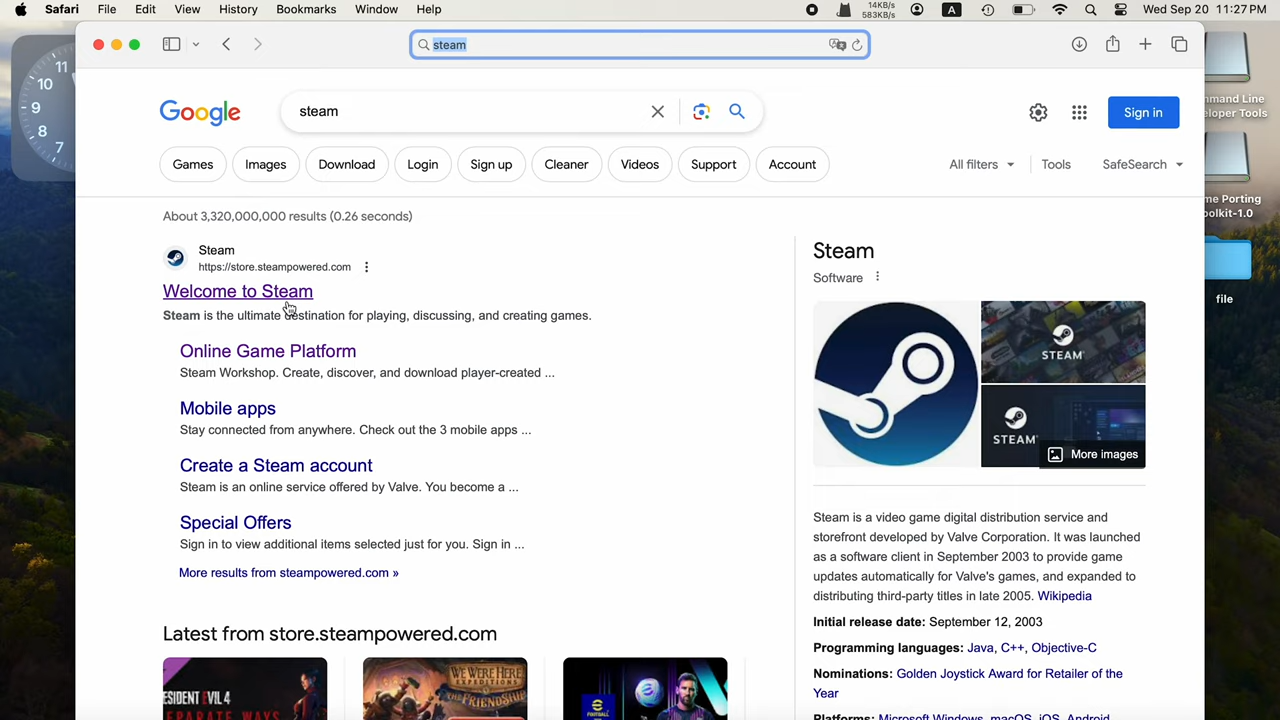 Safari File Edit View History Bookmarks Window Help 14KB/s 583KB/s A Wed Sep 20 11:27 PM
steam
Google steam Sign in
Games Images Download Login Sign up Cleaner Videos Support Account All filters Tools SafeSearch
About 3,320,000,000 results (0.26 seconds)
Steam
https://store.steampowered.com
Welcome to Steam
Steam is the ultimate destination for playing, discussing, and creating games.
Online Game Platform
Steam Workshop. Create, discover, and download player-created ...
Mobile apps
Stay connected from anywhere. Check out the 3 mobile apps ...
Create a Steam account
Steam is an online service offered by Valve. You become a ...
Special Offers
Sign in to view additional items selected just for you. Sign in ...
More results from steampowered.com »
Latest from store.steampowered.com
ESIDENT EVIL 4
EPARATE WAYS
WE WERE HERE
EXPEDITIONS
THE FRIENDSHIP
Steam
Software
STEAM
STEAM
More images
Steam is a video game digital distribution service and
storefront developed by Valve Corporation. It was launched
as a software client in September 2003 to provide game
updates automatically for Valve's games, and expanded to
distributing third-party titles in late 2005. Wikipedia
Initial release date: September 12, 2003
Programming languages: Java, C++, Objective-C
Nominations: Golden Joystick Award for Retailer of the
Year
Platforms: Microsoft Windows, macOS, iOS, Android
11
10
9
8
7
mmand Line
eloper Tools
me Porting
oolkit-1.0
file